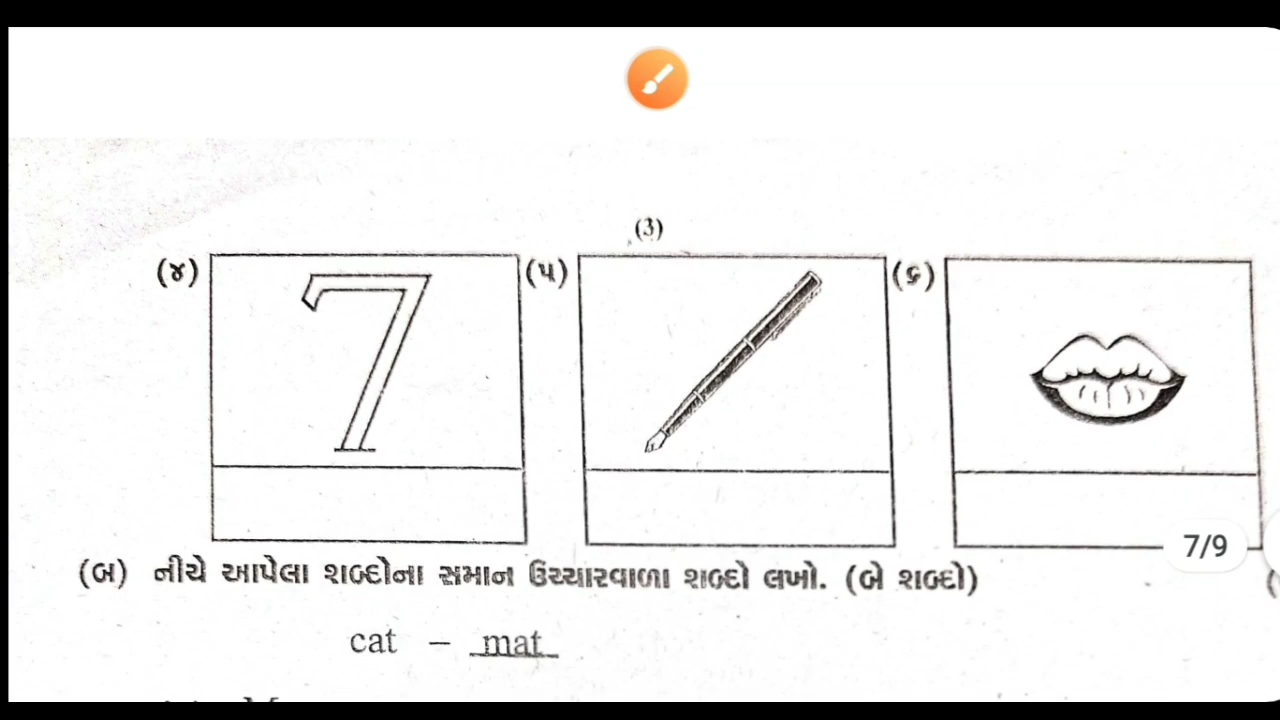 (3)
(૪) 7 (૫) (૬)
7/9
(બ) નીચે આપેલા શબ્દોના સમાન ઉચ્ચારવાળા શબ્દો લખો. (બે શબ્દો)
cat – mat